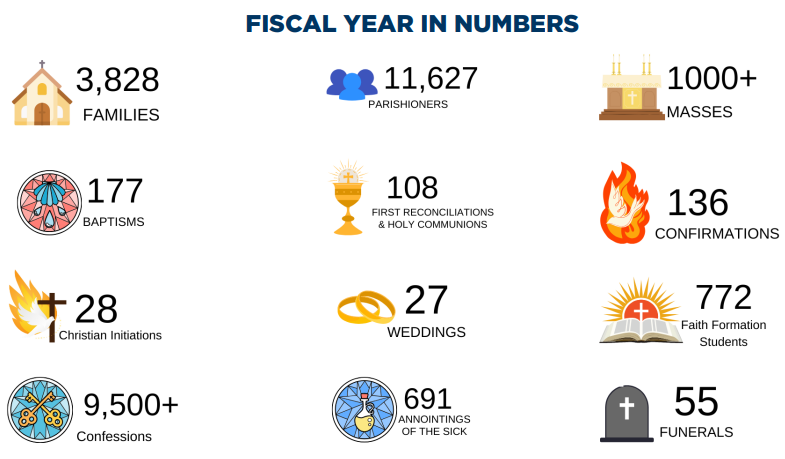 FISCAL YEAR IN NUMBERS
3,828
FAMILIES
11,627
PARISHIONERS
1000+
MASSES
177
BAPTISMS
108
FIRST RECONCILIATIONS
& HOLY COMMUNIONS
136
CONFIRMATIONS
28
Christian Initiations
27
WEDDINGS
772
Faith Formation
Students
9,500+
Confessions
691
ANNOINTINGS
OF THE SICK
55
FUNERALS